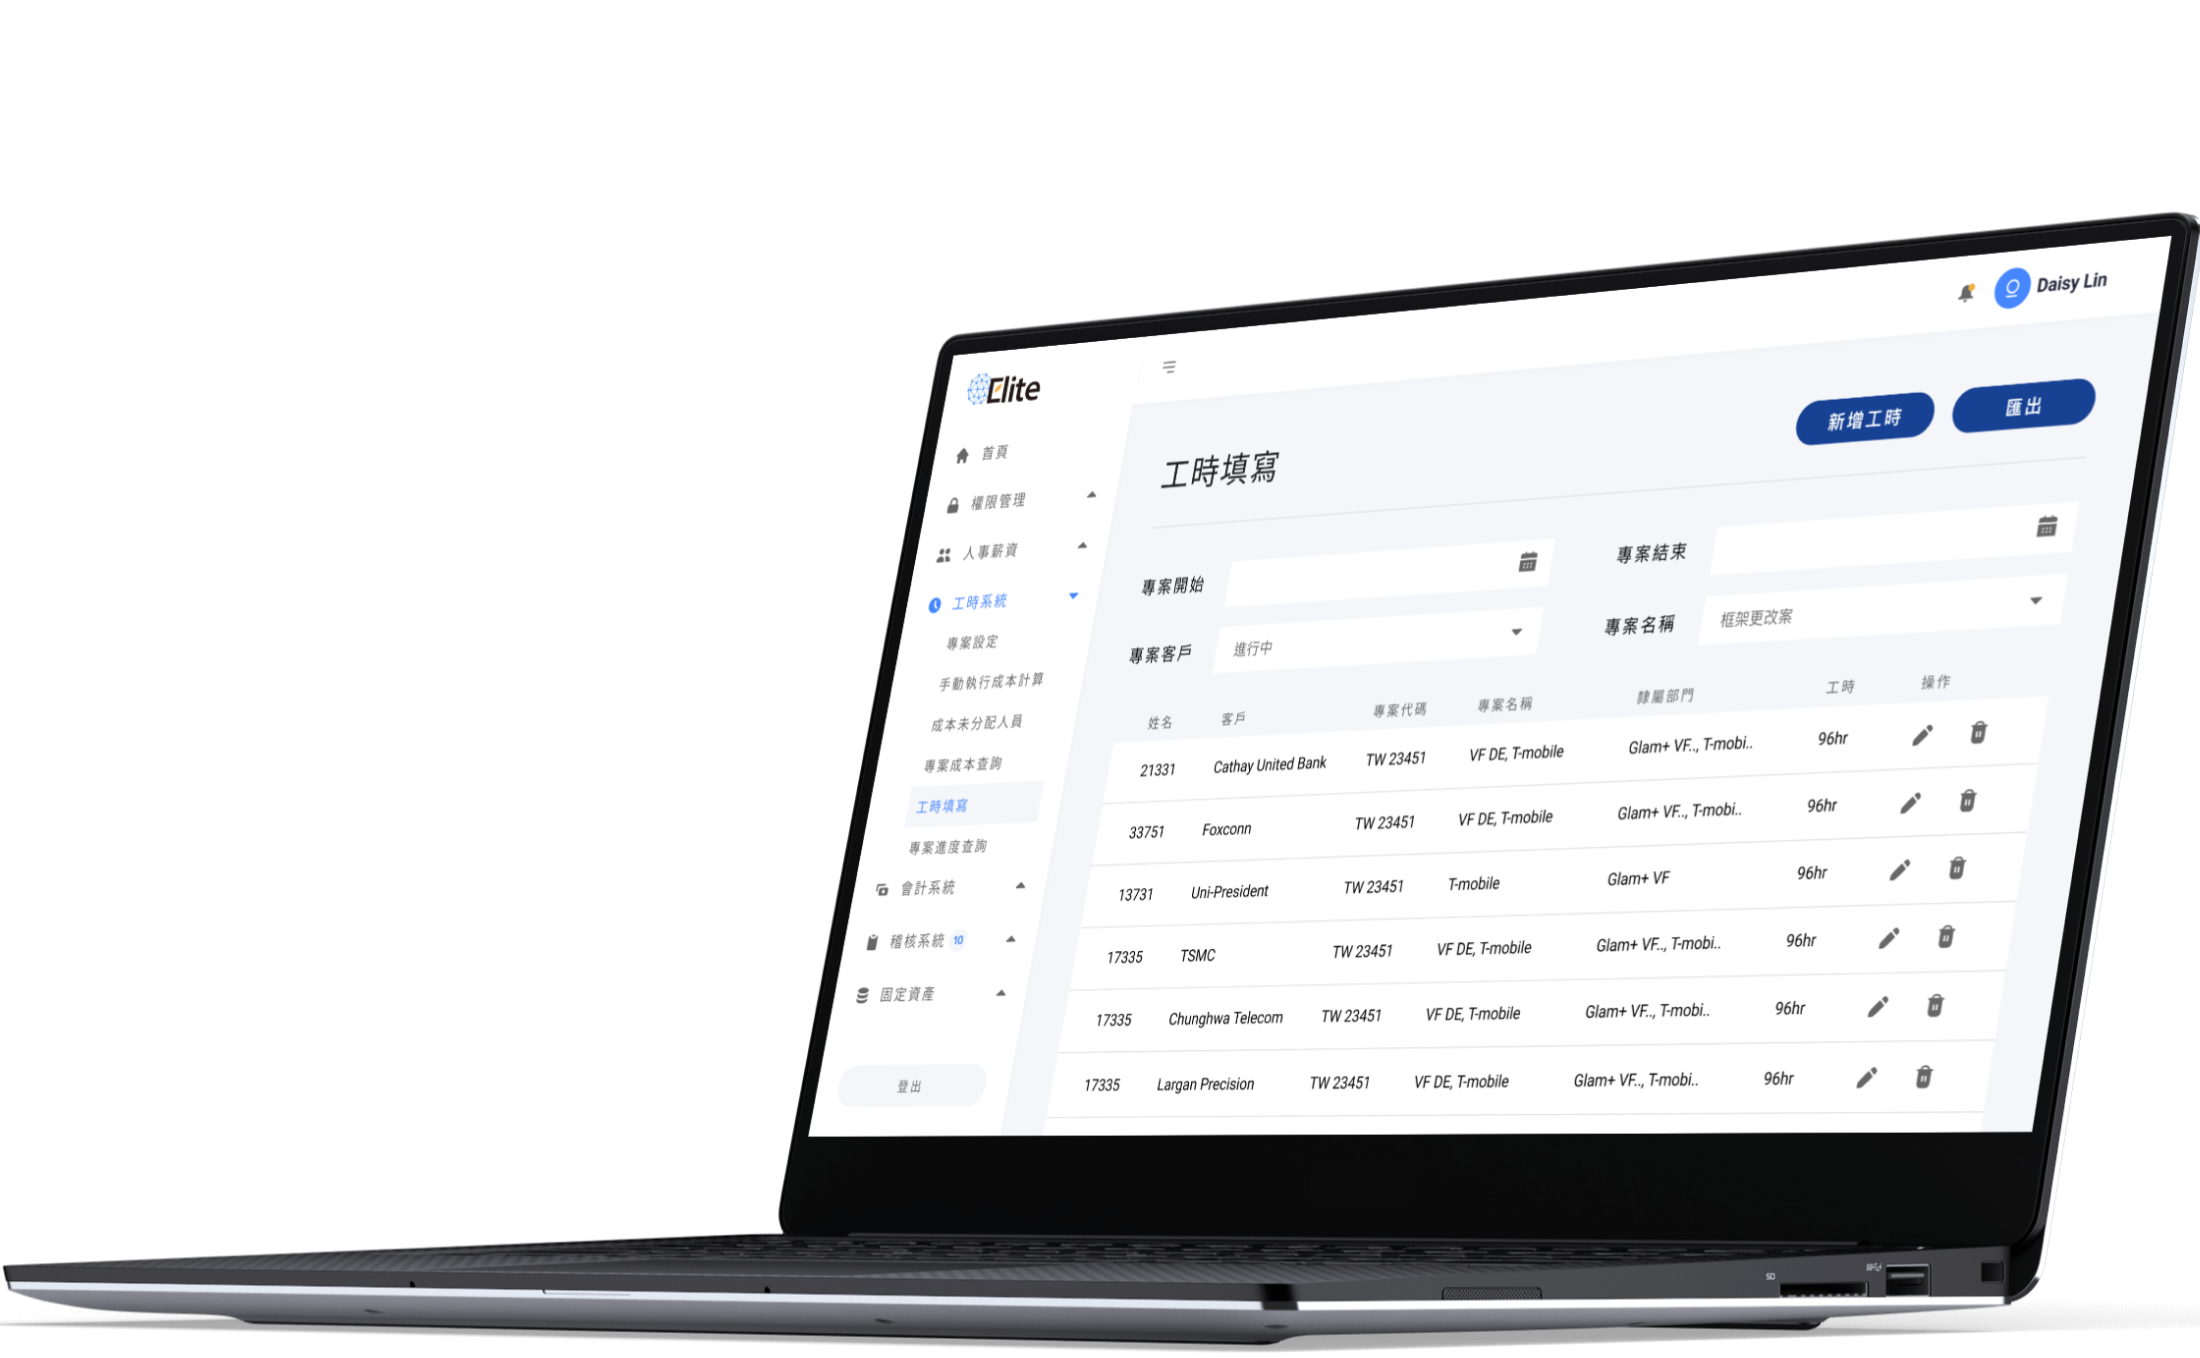 Elite
Daisy Lin
首頁
權限管理
人事薪資
工時系統
專案設定
手動執行成本計算
成本未分配人員
專案成本查詢
工時填寫
專案進度查詢
會計系統
稽核系統 10
固定資產
登出
工時填寫
新增工時 匯出
專案開始
專案結束
專案客戶 進行中
專案名稱 框架更改案
姓名 客戶 專案代碼 專案名稱 隸屬部門 工時 操作
21331 Cathay United Bank TW 23451 VF DE, T-mobile Glam+ VF.., T-mobi.. 96hr
33751 Foxconn TW 23451 VF DE, T-mobile Glam+ VF.., T-mobi.. 96hr
13731 Uni-President TW 23451 T-mobile Glam+ VF 96hr
17335 TSMC TW 23451 VF DE, T-mobile Glam+ VF.., T-mobi.. 96hr
17335 Chunghwa Telecom TW 23451 VF DE, T-mobile Glam+ VF.., T-mobi.. 96hr
17335 Largan Precision TW 23451 VF DE, T-mobile Glam+ VF.., T-mobi.. 96hr